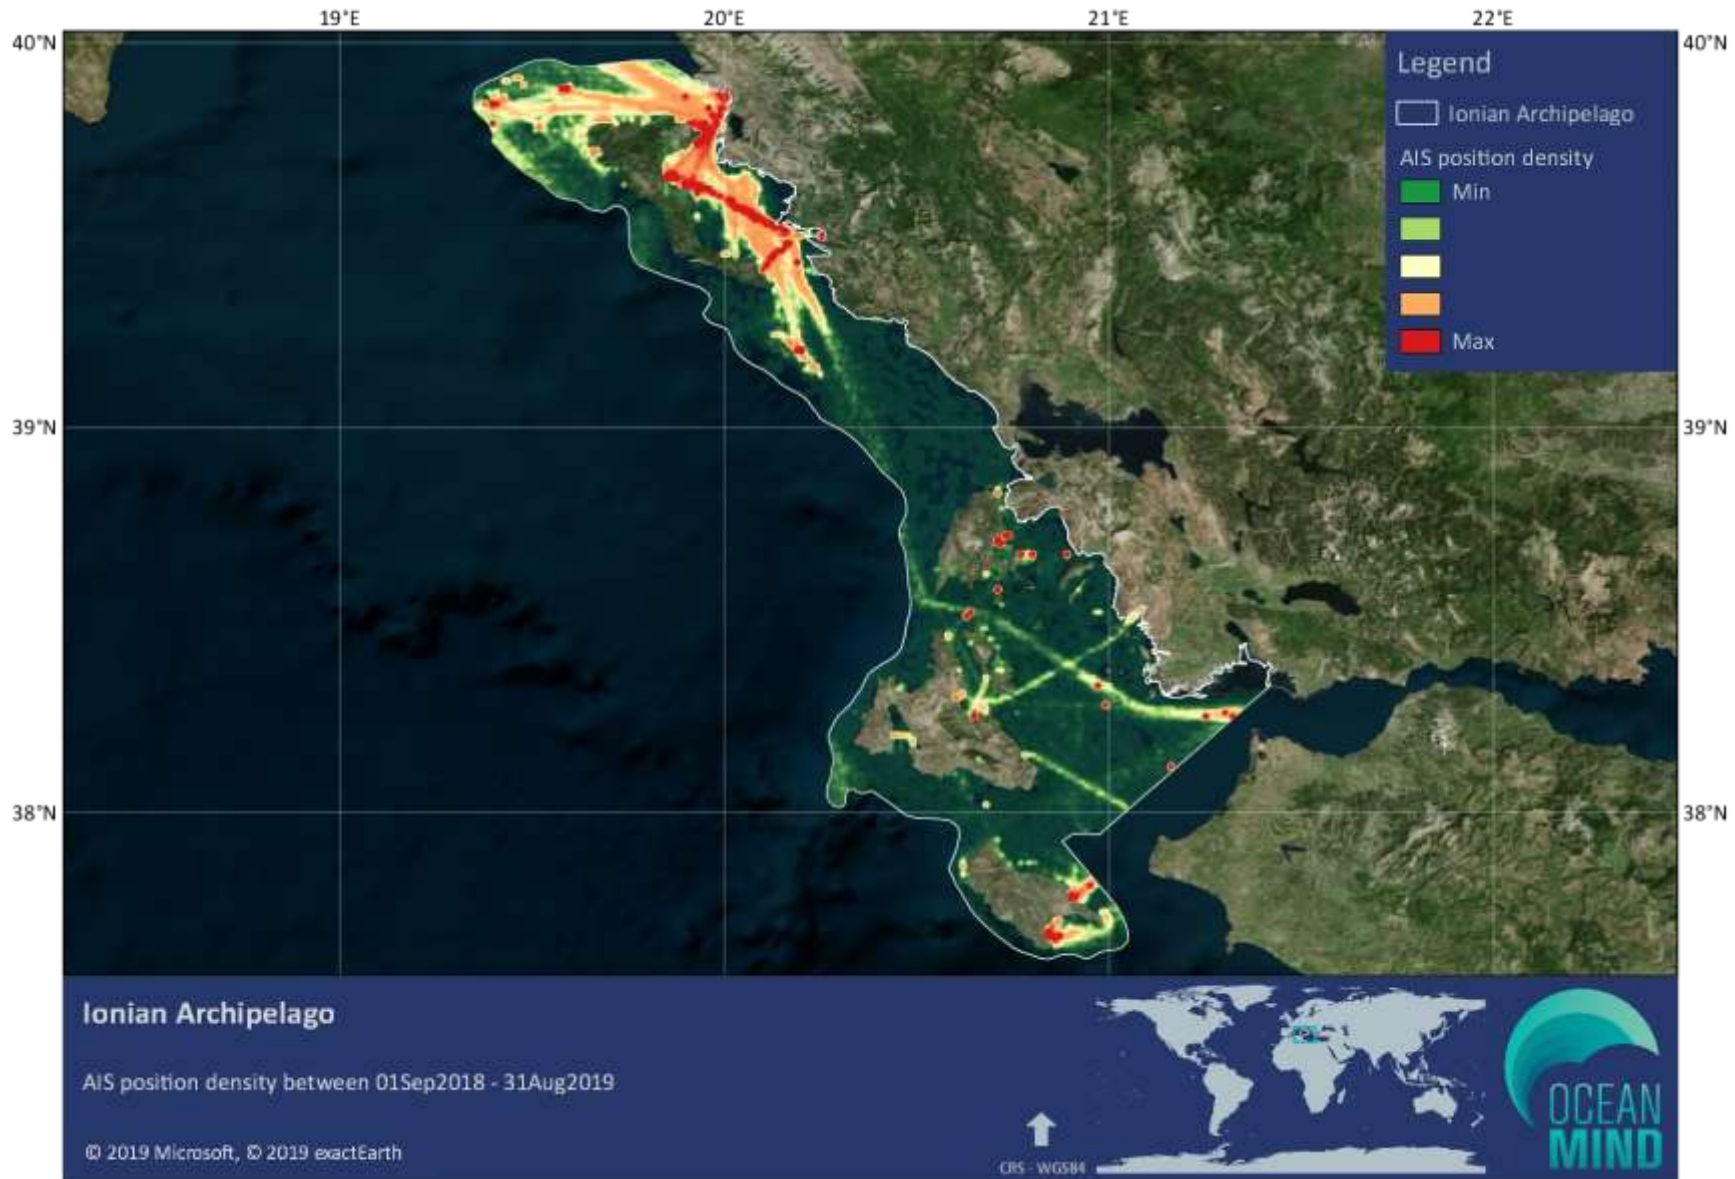 19°E 20°E 21°E 22°E
40°N 40°N
Legend
Ionian Archipelago
AIS position density
Min
Max
39°N 39°N
38°N 38°N
Ionian Archipelago
AIS position density between 01Sep2018 - 31Aug2019
© 2019 Microsoft, © 2019 exactEarth
CRS - WGS84
OCEAN
MIND